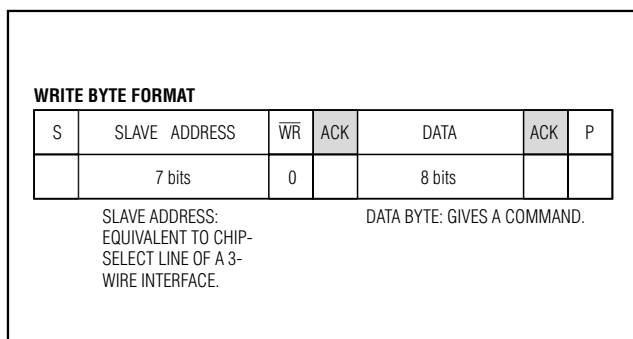 WRITE BYTE FORMAT
S SLAVE ADDRESS W̅R̅ ACK DATA ACK P
7 bits 0 8 bits
SLAVE ADDRESS: DATA BYTE: GIVES A COMMAND.
EQUIVALENT TO CHIP-
SELECT LINE OF A 3-
WIRE INTERFACE.